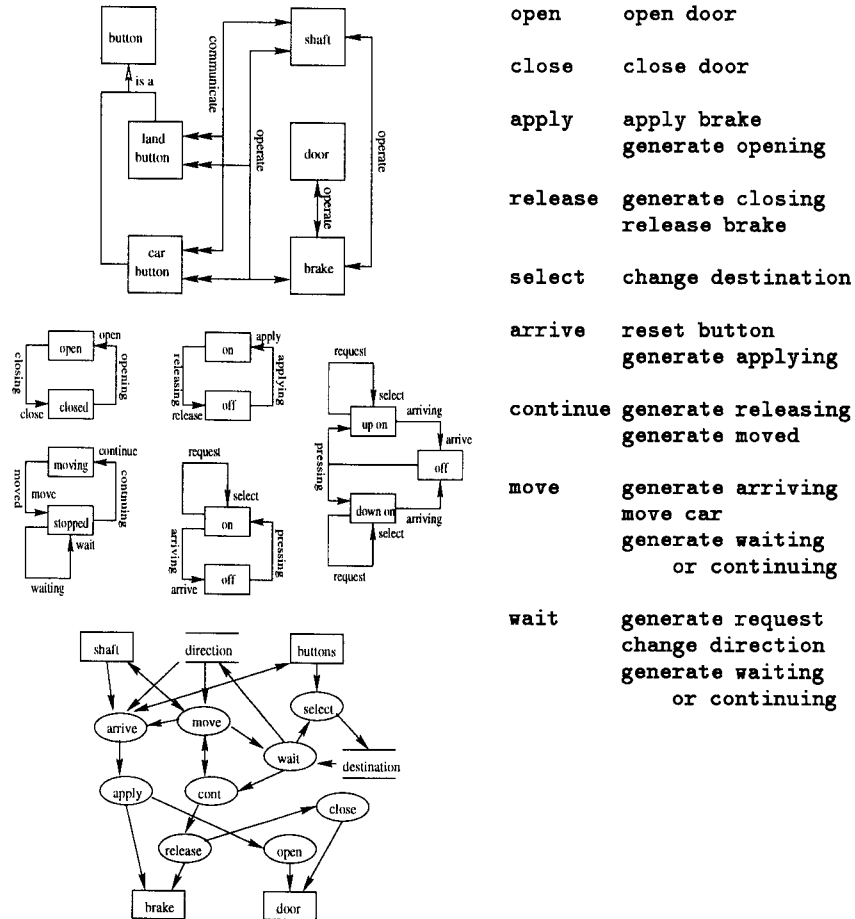 button
is a
land
button
car
button
communicate
operate
shaft
door
operate
brake
operate
open
open
closing
opening
close
closed
apply
on
releasing
applying
release
off
request
select
arriving
up on
arrive
off
pressing
down on
arriving
select
request
continue
moving
moved
move
continuing
stopped
wait
waiting
request
select
on
arriving
pressing
arrive
off
shaft
direction
buttons
arrive
move
select
wait
destination
apply
cont
close
release
open
brake
door
open open door
close close door
apply apply brake
generate opening
release generate closing
release brake
select change destination
arrive reset button
generate applying
continue generate releasing
generate moved
move generate arriving
move car
generate waiting
or continuing
wait generate request
change direction
generate waiting
or continuing